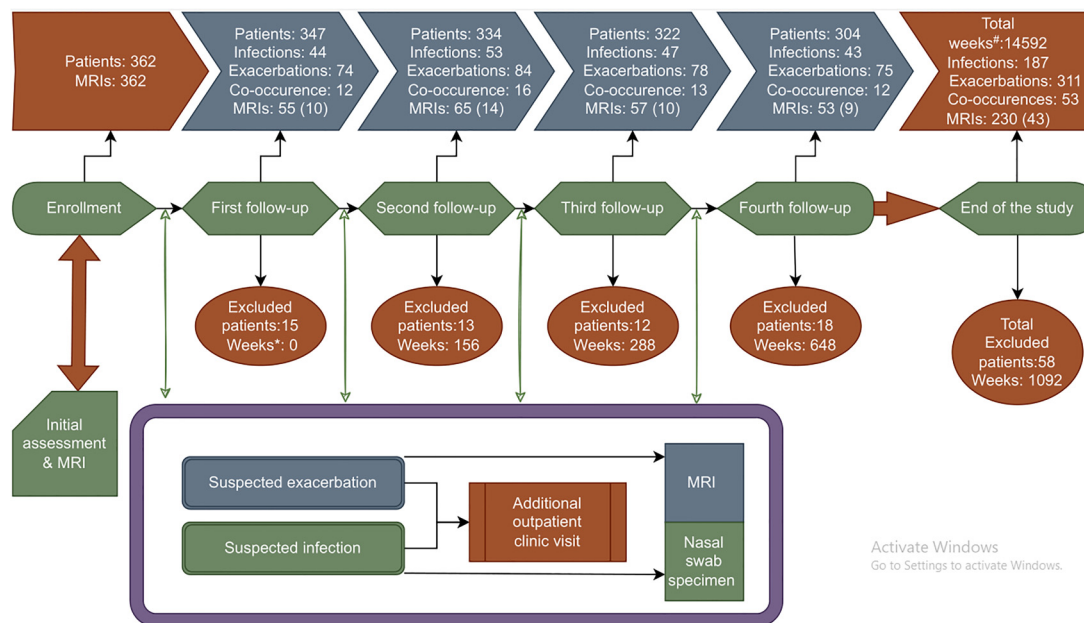 Patients: 362
MRIs: 362
Patients: 347
Infections: 44
Exacerbations: 74
Co-occurence: 12
MRIs: 55 (10)
Patients: 334
Infections: 53
Exacerbations: 84
Co-occurence: 16
MRIs: 65 (14)
Patients: 322
Infections: 47
Exacerbations: 78
Co-occurence: 13
MRIs: 57 (10)
Patients: 304
Infections: 43
Exacerbations: 75
Co-occurence: 12
MRIs: 53 (9)
Total
weeks#:14592
Infections: 187
Exacerbations: 311
Co-occurences: 53
MRIs: 230 (43)
Enrollment
First follow-up
Second follow-up
Third follow-up
Fourth follow-up
End of the study
Excluded
patients:15
Weeks*: 0
Excluded
patients:13
Weeks: 156
Excluded
patients:12
Weeks: 288
Excluded
patients:18
Weeks: 648
Total
Excluded
patients:58
Weeks: 1092
Initial
assessment
& MRI
Suspected exacerbation
Suspected infection
Additional
outpatient
clinic visit
MRI
Nasal
swab
specimen
Activate Windows
Go to Settings to activate Windows.